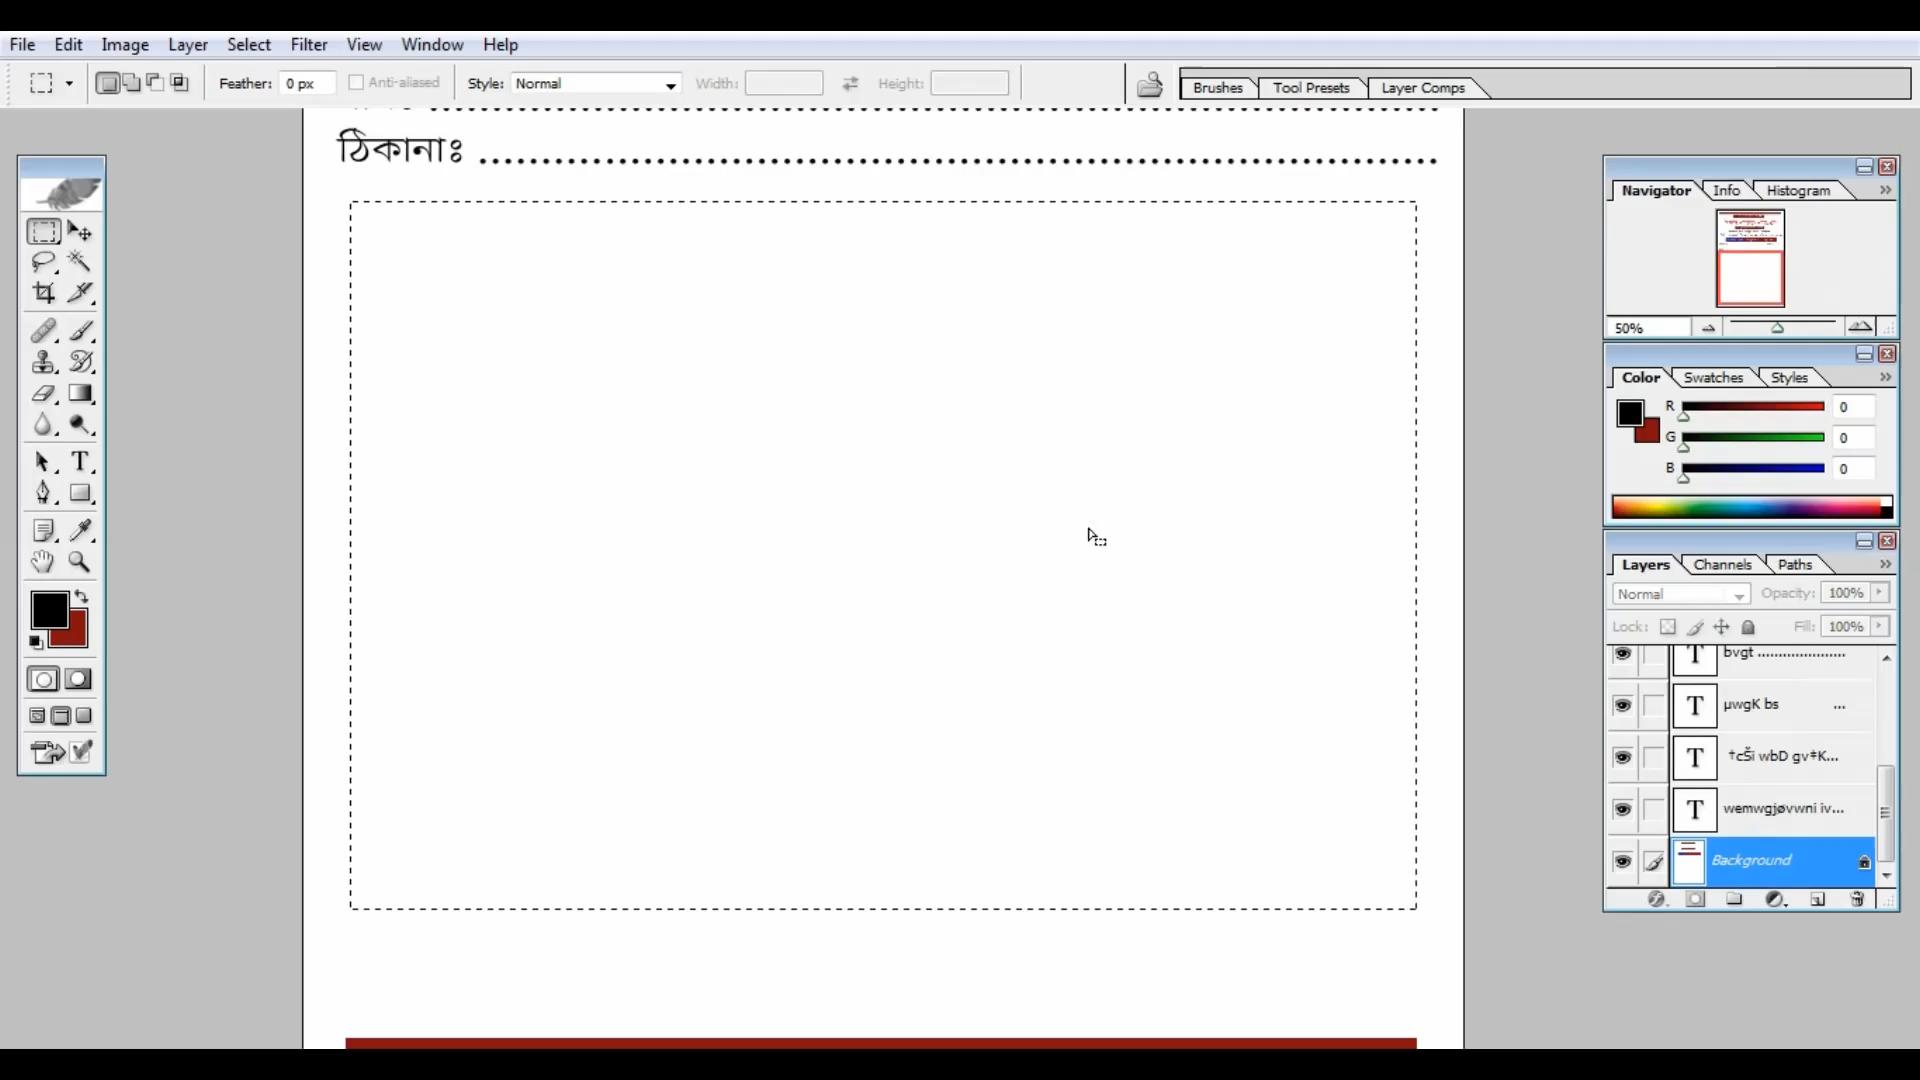 File Edit Image Layer Select Filter View Window Help
Feather: 0 px Anti-aliased Style: Normal Width: Height: Brushes Tool Presets Layer Comps
ঠিকানাঃ ................................................................................
Navigator Info Histogram
50%
Color Swatches Styles
R 0
G 0
B 0
Layers Channels Paths
Normal Opacity: 100%
Lock: Fill: 100%
bvgt .....................
µwgK bs ...
†cŠi wbD gv‡K...
wemwgjøvwni iv...
Background